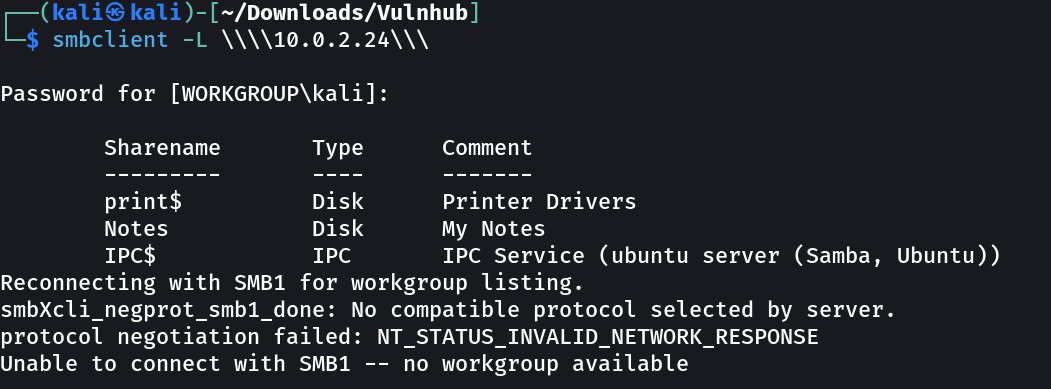 ┌──(kali㉿kali)-[~/Downloads/Vulnhub]
└─$ smbclient -L \\\\10.0.2.24\\\
Password for [WORKGROUP\kali]:
Sharename       Type      Comment
---------       ----      -------
print$          Disk      Printer Drivers
Notes           Disk      My Notes
IPC$            IPC       IPC Service (ubuntu server (Samba, Ubuntu))
Reconnecting with SMB1 for workgroup listing.
smbXcli_negprot_smb1_done: No compatible protocol selected by server.
protocol negotiation failed: NT_STATUS_INVALID_NETWORK_RESPONSE
Unable to connect with SMB1 -- no workgroup available